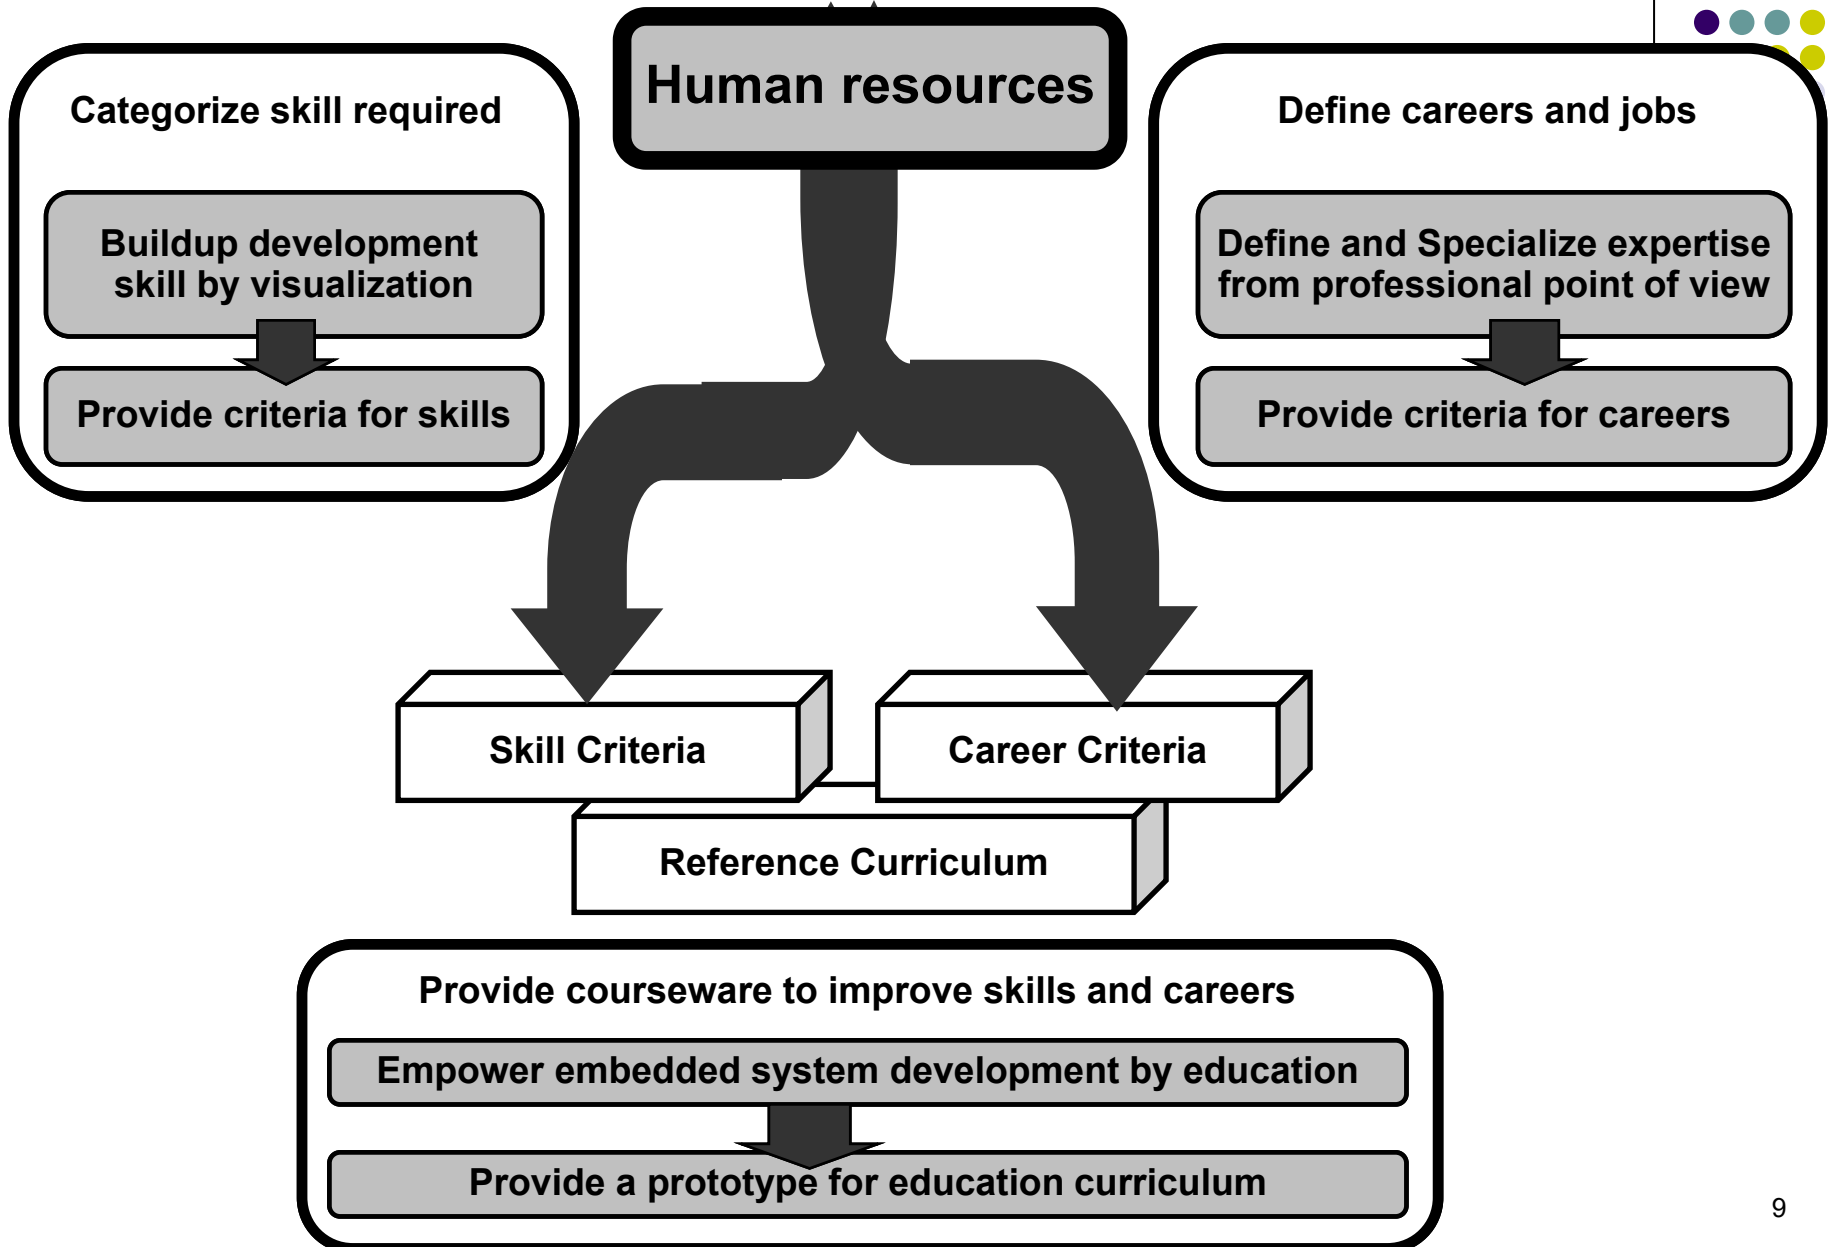 Human resources
Categorize skill required
Buildup development
skill by visualization
Provide criteria for skills
Define careers and jobs
Define and Specialize expertise
from professional point of view
Provide criteria for careers
Skill Criteria
Career Criteria
Reference Curriculum
Provide courseware to improve skills and careers
Empower embedded system development by education
Provide a prototype for education curriculum
9